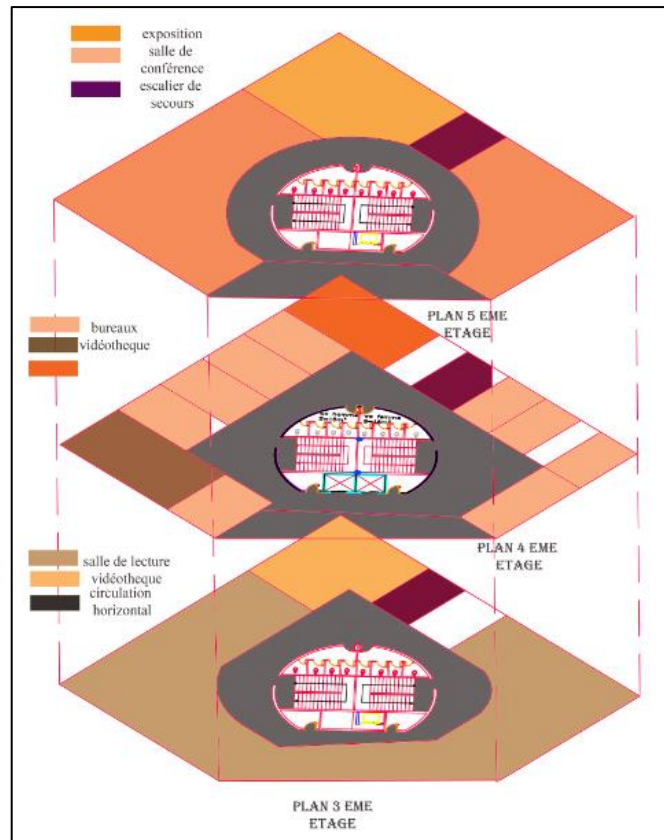 exposition
salle de
conférence
escalier de
secours
PLAN 5 EME
ETAGE
bureaux
vidéotheque
PLAN 4 EME
ETAGE
salle de lecture
vidéotheque
circulation
horizontal
PLAN 3 EME
ETAGE